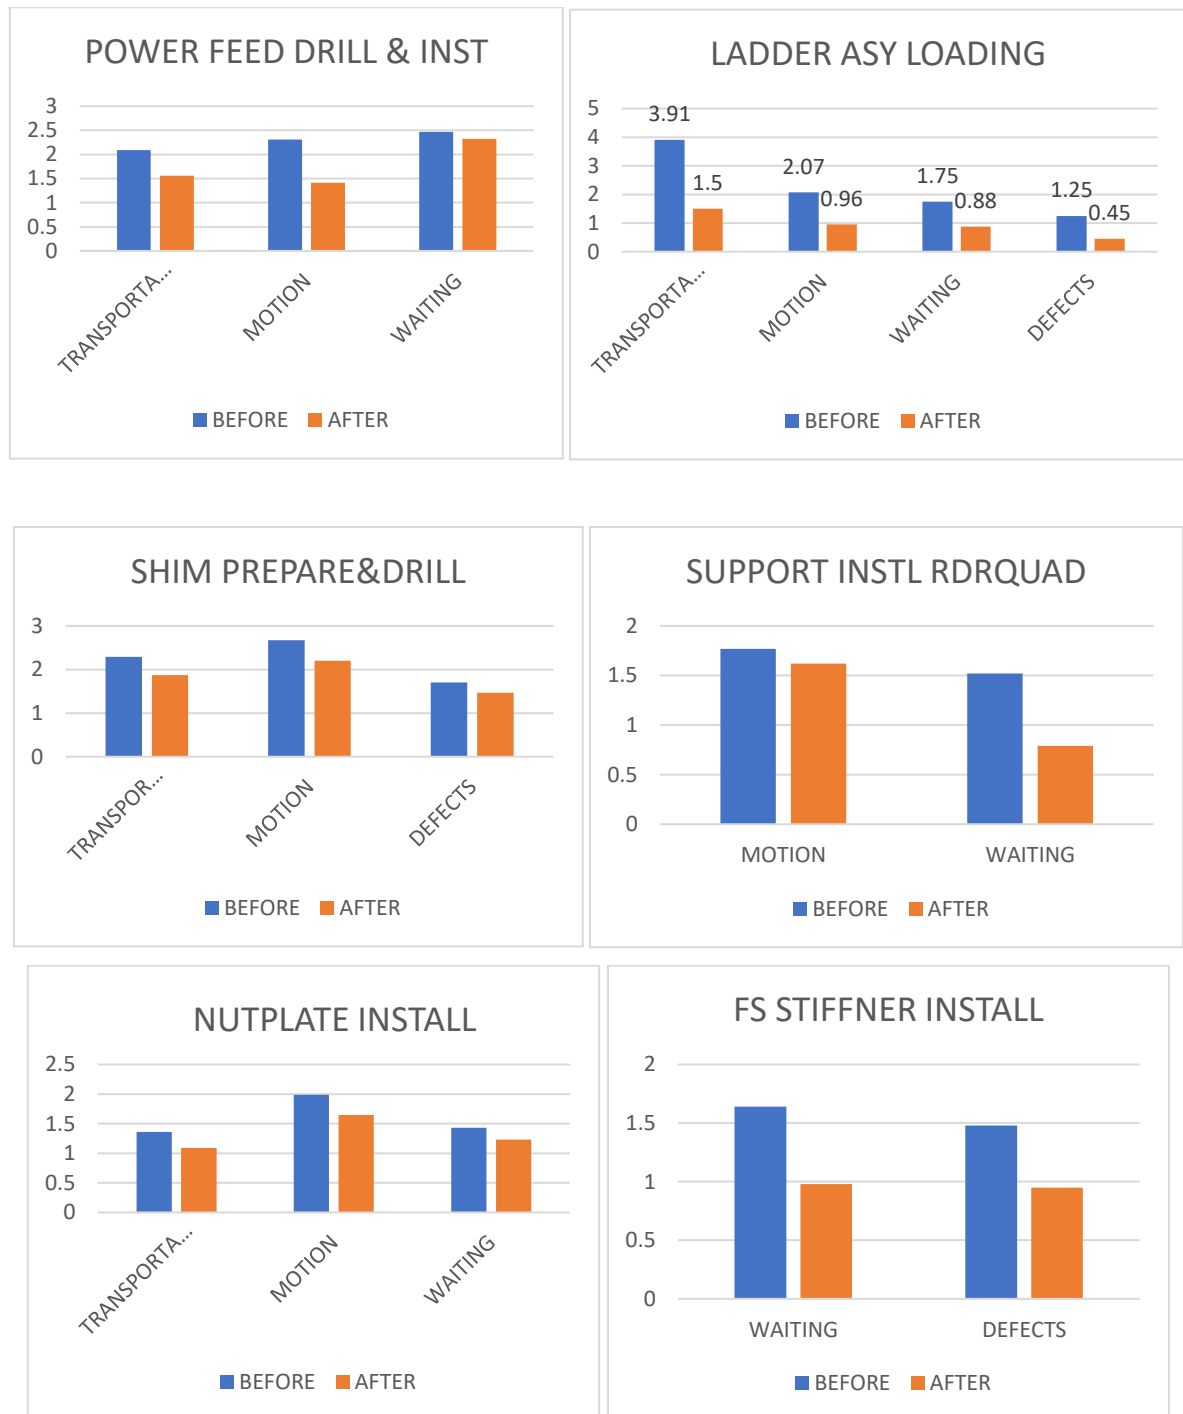 POWER FEED DRILL & INST
3
2.5
2
1.5
1
0.5
0
TRANSPORTA...
MOTION
WAITING
BEFORE AFTER
LADDER ASY LOADING
5
4
3
2
1
0
3.91
1.5
2.07
0.96
1.75
0.88
1.25
0.45
TRANSPORTA...
MOTION
WAITING
DEFECTS
BEFORE AFTER
SHIM PREPARE&DRILL
3
2
1
0
TRANSPOR...
MOTION
DEFECTS
BEFORE AFTER
SUPPORT INSTL RDRQUAD
2
1.5
1
0.5
0
MOTION WAITING
BEFORE AFTER
NUTPLATE INSTALL
2.5
2
1.5
1
0.5
0
TRANSPORTA...
MOTION
WAITING
BEFORE AFTER
FS STIFFNER INSTALL
2
1.5
1
0.5
0
WAITING DEFECTS
BEFORE AFTER